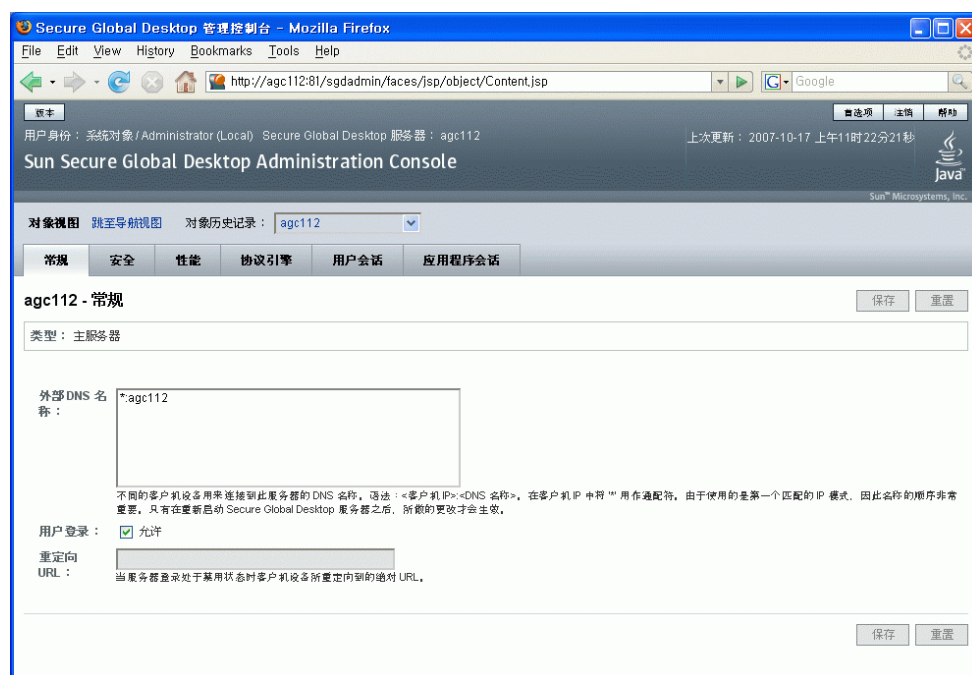 Secure Global Desktop 管理控制台 - Mozilla Firefox
File Edit View History Bookmarks Tools Help
http://agc112:81/sgdadmin/faces/jsp/object/Content.jsp
G Google
版本
首选项 注销 帮助
用户身份： 系统对象 / Administrator (Local) Secure Global Desktop 服务器： agc112
上次更新： 2007-10-17 上午11时22分21秒
Sun Secure Global Desktop Administration Console
Java™
Sun™ Microsystems, Inc.
对象视图 跳至导航视图 对象历史记录： agc112
常规 安全 性能 协议引擎 用户会话 应用程序会话
agc112 - 常规
保存 重置
类型： 主服务器
外部 DNS 名
称：
*:agc112
不同的客户机设备用来连接到此服务器的 DNS 名称。语法：<客户机 IP>:<DNS 名称>。在客户机 IP 中将 '*' 用作通配符。由于使用的是第一个匹配的 IP 模式，因此名称的顺序非常
重要。只有在重新启动 Secure Global Desktop 服务器之后，所做的更改才会生效。
用户登录： 允许
重定向
URL：
当服务器登录处于禁用状态时客户机设备所重定向到的绝对 URL。
保存 重置